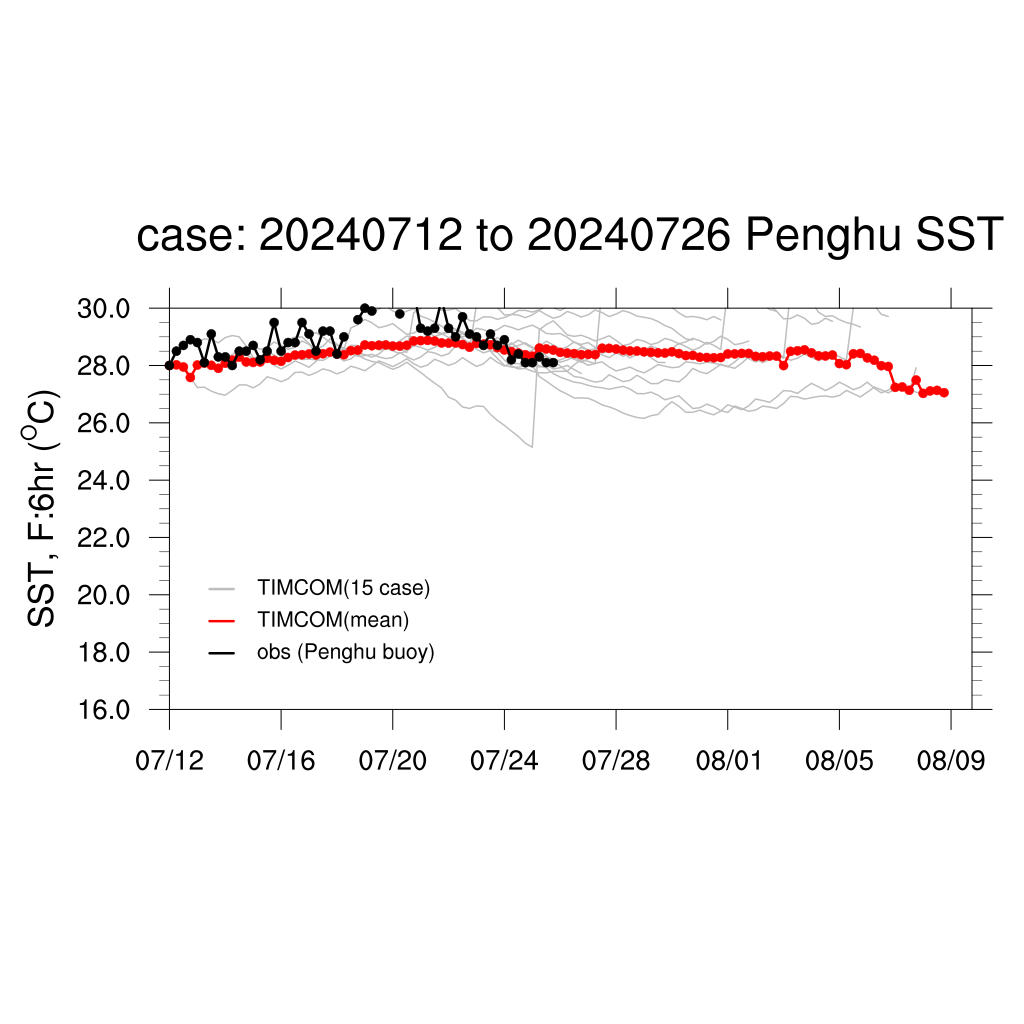 case: 20240712 to 20240726 Penghu SST
SST, F:6hr (°C)
30.0
28.0
26.0
24.0
22.0
20.0
18.0
16.0
TIMCOM(15 case)
TIMCOM(mean)
obs (Penghu buoy)
07/12 07/16 07/20 07/24 07/28 08/01 08/05 08/09